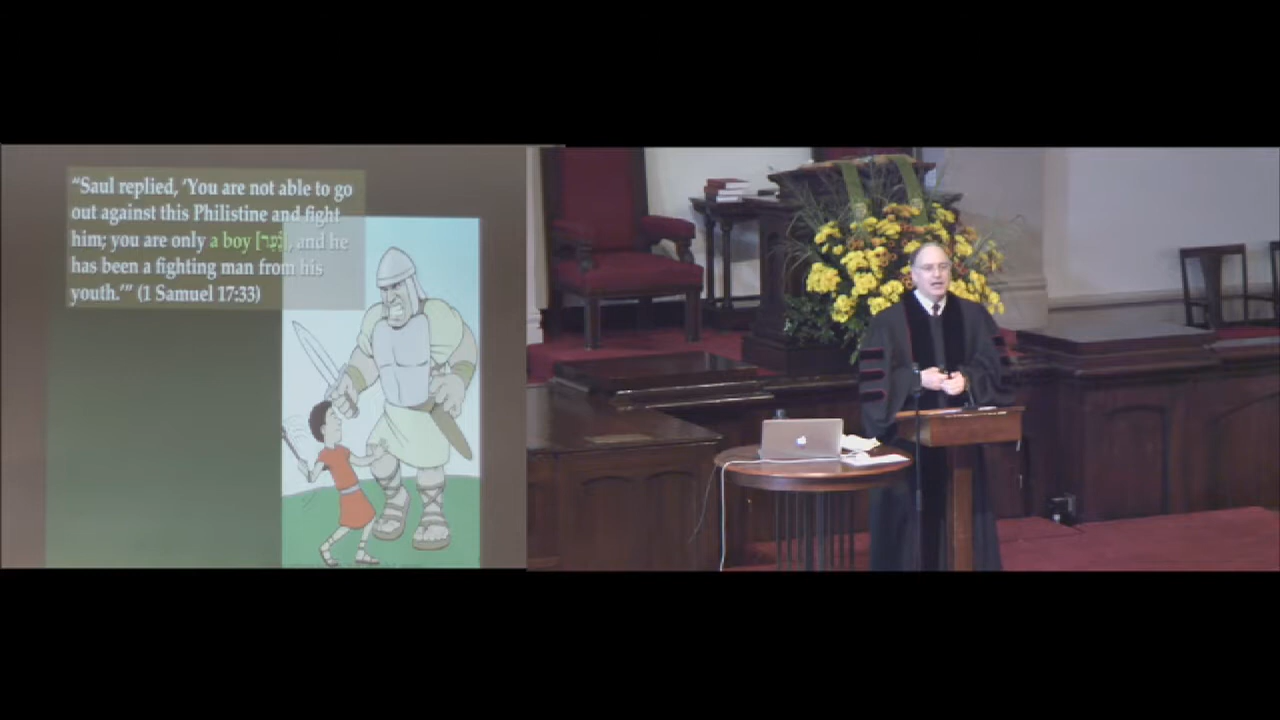 “Saul replied, ‘You are not able to go
out against this Philistine and fight
him; you are only a boy [נַעַר], and he
has been a fighting man from his
youth.’” (1 Samuel 17:33)